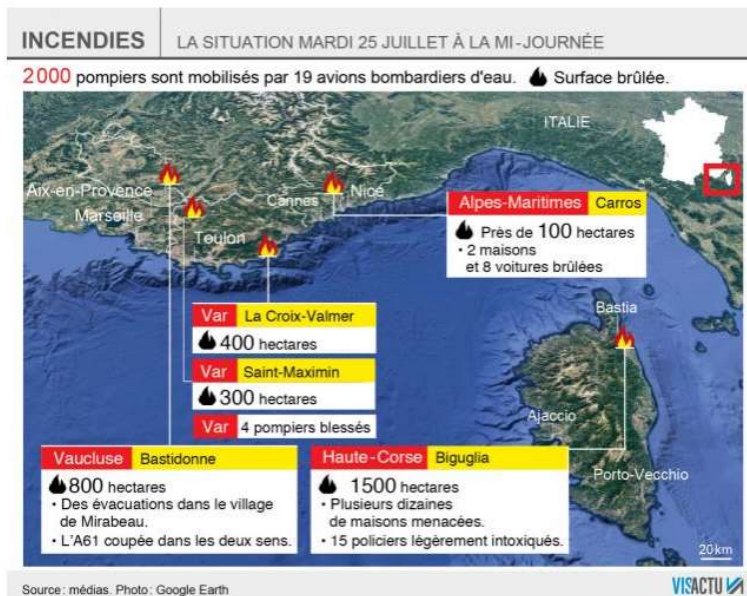 INCENDIES
LA SITUATION MARDI 25 JUILLET À LA MI-JOURNÉE
2000 pompiers sont mobilisés par 19 avions bombardiers d'eau. Surface brûlée.
ITALIE
Aix-en-Provence
Marseille
Cannes
Nice
Toulon
Alpes-Maritimes Carros
Près de 100 hectares
• 2 maisons
et 8 voitures brûlées
Var La Croix-Valmer
400 hectares
Var Saint-Maximin
300 hectares
Var 4 pompiers blessés
Bastia
Ajaccio
Porto-Vecchio
Vaucluse Bastidonne
800 hectares
• Des évacuations dans le village
de Mirabeau.
• L'A61 coupée dans les deux sens.
Haute-Corse Biguglia
1500 hectares
• Plusieurs dizaines
de maisons menacées.
• 15 policiers légèrement intoxiqués.
20 km
Source : médias. Photo : Google Earth
VISACTU